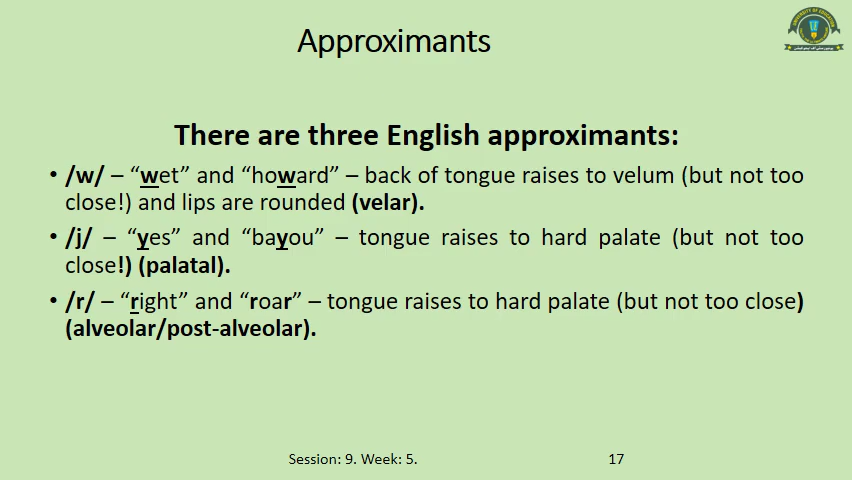 Approximants
UNIVERSITY OF EDUCATION
There are three English approximants:
• /w/ – “wet” and “howard” – back of tongue raises to velum (but not too
close!) and lips are rounded (velar).
• /j/ – “yes” and “bayou” – tongue raises to hard palate (but not too
close!) (palatal).
• /r/ – “right” and “roar” – tongue raises to hard palate (but not too close)
(alveolar/post-alveolar).
Session: 9. Week: 5.
17